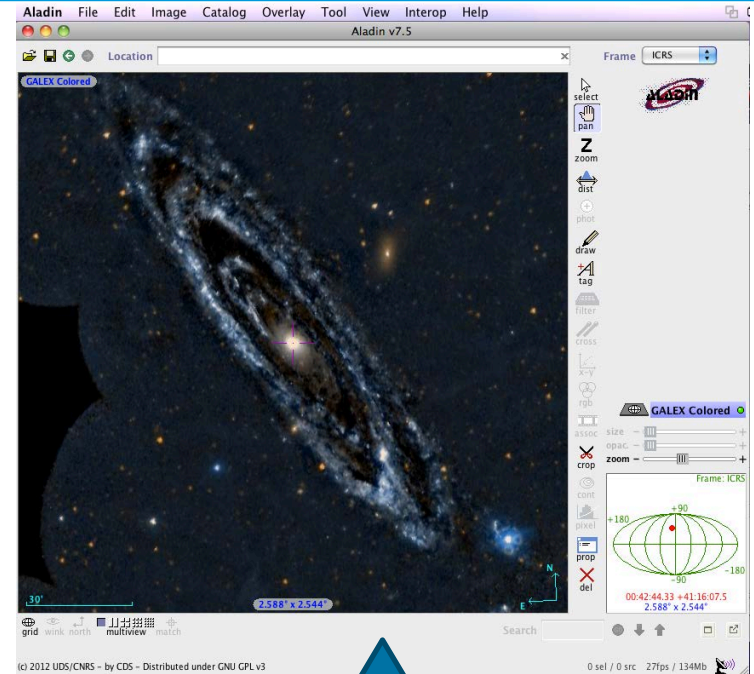 Aladin File Edit Image Catalog Overlay Tool View Interop Help
Aladin v7.5
Location
Frame ICRS
GALEX Colored
ALADIN
select
pan
Z
zoom
dist
phot
draw
tag
filter
cross
x-y
rgb
assoc
crop
cont
pixel
prop
del
GALEX Colored
size - +
opac. - +
zoom - +
Frame: ICRS
+90
+180
-180
-90
00:42:44.33 +41:16:07.5
2.588° x 2.544°
30'
2.588° x 2.544°
N
E
grid wink north multiview match
Search
(c) 2012 UDS/CNRS - by CDS - Distributed under GNU GPL v3
0 sel / 0 src 27fps / 134Mb